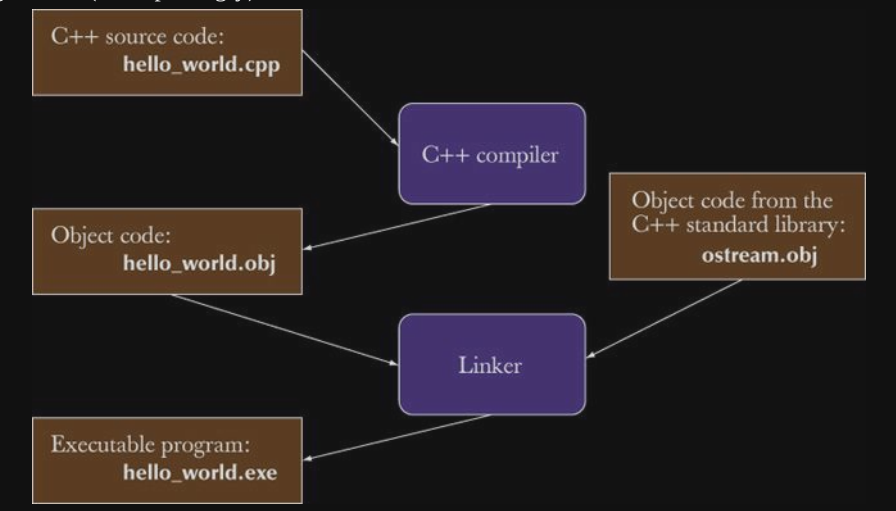 C++ source code:
hello_world.cpp
C++ compiler
Object code from the
C++ standard library:
ostream.obj
Object code:
hello_world.obj
Linker
Executable program:
hello_world.exe